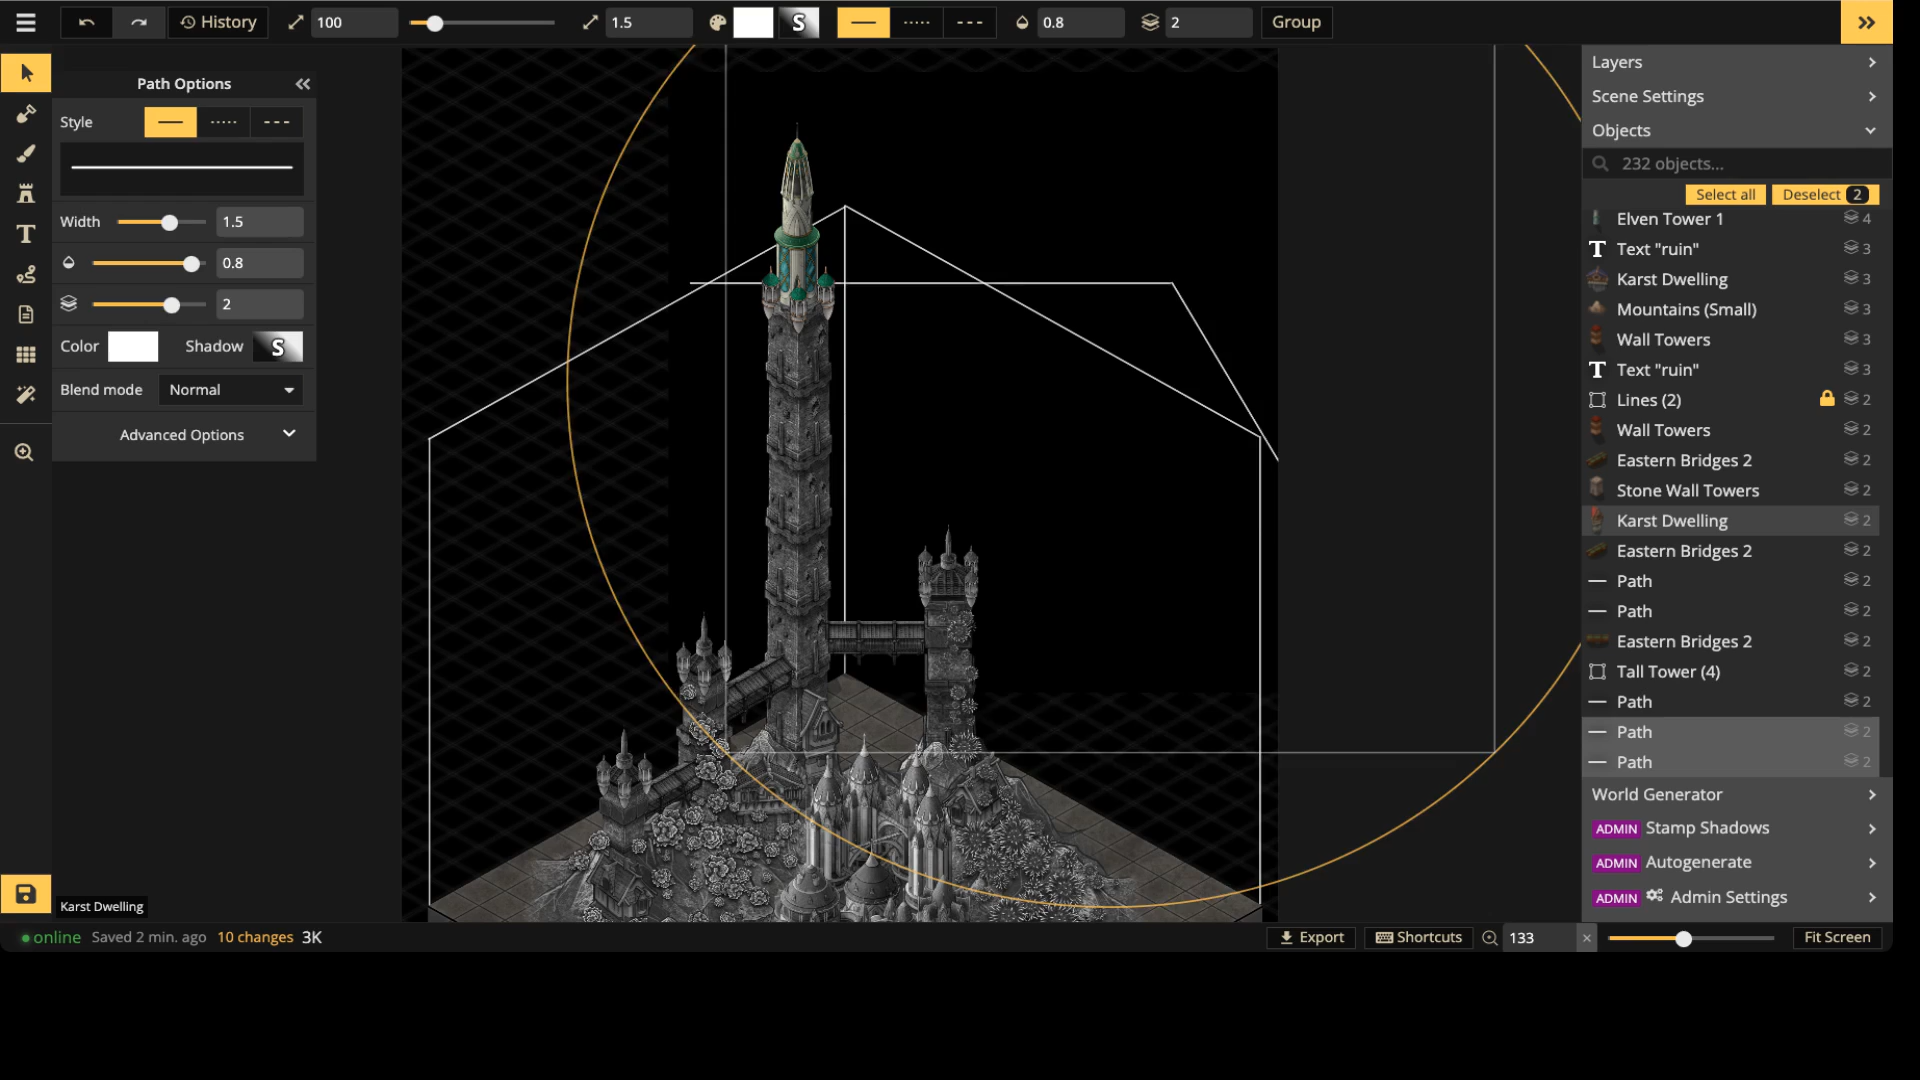 History
100
1.5
S
0.8
2
Group
Path Options
Style
Width
1.5
0.8
2
Color
Shadow
S
Blend mode
Normal
Advanced Options
Layers
Scene Settings
Objects
232 objects...
Select all
Deselect 2
Elven Tower 1 4
T Text "ruin" 3
Karst Dwelling 3
Mountains (Small) 3
Wall Towers 3
T Text "ruin" 3
Lines (2) 2
Wall Towers 2
Eastern Bridges 2 2
Stone Wall Towers 2
Karst Dwelling 2
Eastern Bridges 2 2
Path 2
Path 2
Eastern Bridges 2 2
Tall Tower (4) 2
Path 2
Path 2
Path 2
World Generator
ADMIN Stamp Shadows
ADMIN Autogenerate
ADMIN Admin Settings
T
Karst Dwelling
online Saved 2 min. ago 10 changes 3K
Export
Shortcuts
133
×
Fit Screen